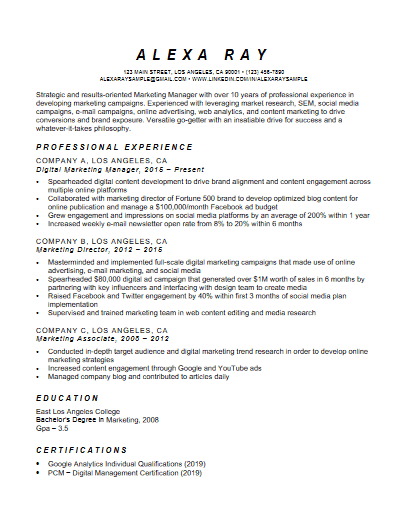 ALEXA RAY
123 MAIN STREET, LOS ANGELES, CA 90001 • (123) 456-7890
ALEXARAYSAMPLE@GMAIL.COM • WWW.LINKEDIN.COM/IN/ALEXARAYSAMPLE
Strategic and results-oriented Marketing Manager with over 10 years of professional experience in
developing marketing campaigns. Experienced with leveraging market research, SEM, social media
campaigns, e-mail campaigns, online advertising, web analytics, and content marketing to drive
conversions and brand exposure. Versatile go-getter with an insatiable drive for success and a
whatever-it-takes philosophy.
PROFESSIONAL EXPERIENCE
COMPANY A, LOS ANGELES, CA
Digital Marketing Manager, 2016 – Present
• Spearheaded digital content development to drive brand alignment and content engagement across
multiple online platforms
• Collaborated with marketing director of Fortune 500 brand to develop optimized blog content for
online publication and manage a $100,000/month Facebook ad budget
• Grew engagement and impressions on social media platforms by an average of 200% within 1 year
• Increased weekly e-mail newsletter open rate from 8% to 20% within 6 months
COMPANY B, LOS ANGELES, CA
Marketing Director, 2012 – 2016
• Masterminded and implemented full-scale digital marketing campaigns that made use of online
advertising, e-mail marketing, and social media
• Spearheaded $80,000 digital ad campaign that generated over $1M worth of sales in 6 months by
partnering with key influencers and interfacing with design team to create media
• Raised Facebook and Twitter engagement by 40% within first 3 months of social media plan
implementation
• Supervised and trained marketing team in web content editing and media research
COMPANY C, LOS ANGELES, CA
Marketing Associate, 2008 – 2012
• Conducted in-depth target audience and digital marketing trend research in order to develop online
marketing strategies
• Increased content engagement through Google and YouTube ads
• Managed company blog and contributed to articles daily
EDUCATION
East Los Angeles College
Bachelor's Degree in Marketing, 2008
Gpa – 3.5
CERTIFICATIONS
• Google Analytics Individual Qualifications (2019)
• PCM – Digital Management Certification (2019)